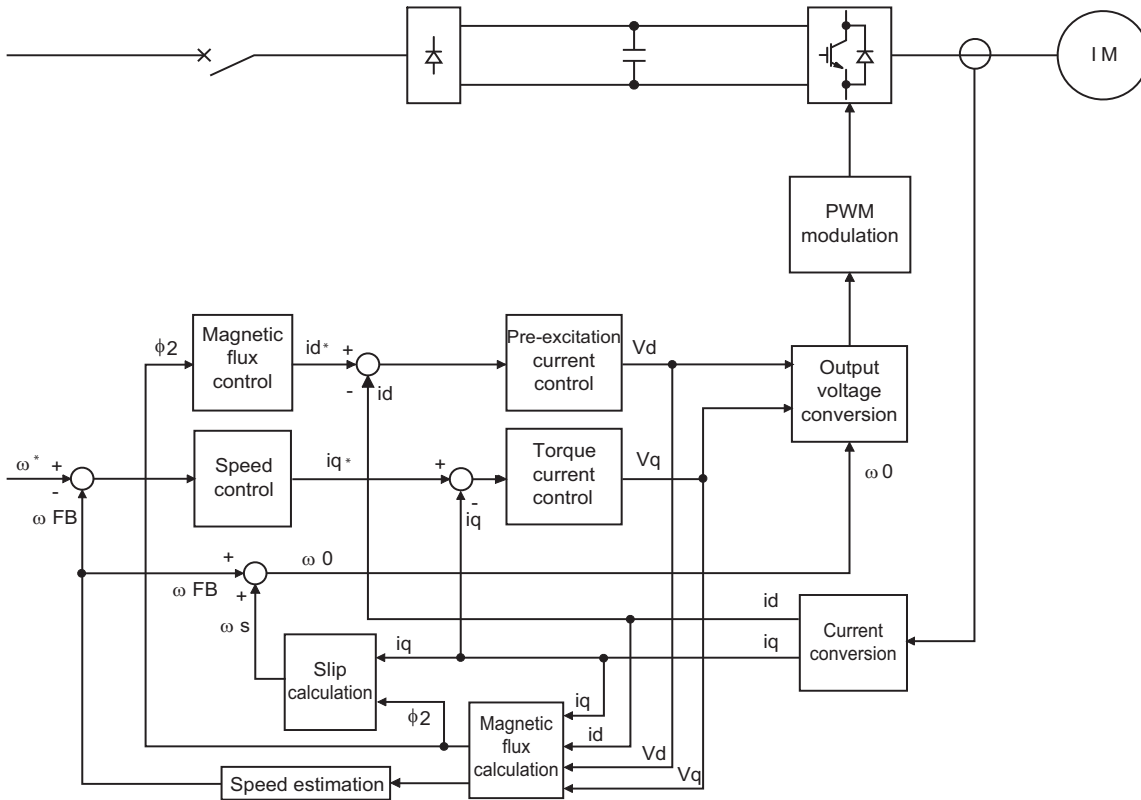 IM
PWM
modulation
Magnetic
flux
control
Pre-excitation
current
control
Output
voltage
conversion
ϕ2
id*
+
-
id
Vd
ω*
+
-
ω FB
Speed
control
iq*
+
-
iq
Torque
current
control
Vq
ω 0
+
ω FB
+
ω s
ω 0
id
iq
Current
conversion
Slip
calculation
iq
ϕ2
Magnetic
flux
calculation
iq
id
Vd
Vq
Speed estimation